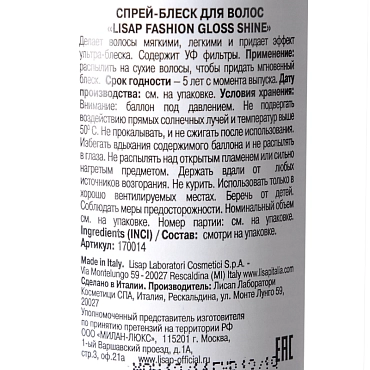 СПРЕЙ-БЛЕСК ДЛЯ ВОЛОС
«LISAP FASHION GLOSS SHINE»
Делает волосы мягкими, легкими и придает эффект
ультра-блеска. Содержит УФ фильтры. Применение:
распылить на сухие волосы, чтобы придать мгновенный
блеск. Срок годности – 5 лет с момента выпуска. Дата
производства: см. на упаковке. Условия хранения:
Внимание: баллон под давлением. Не подвергать
воздействию прямых солнечных лучей и температур выше
50° С. Не прокалывать, и не сжигать после использования.
Избегать вдыхания содержимого баллона и не распылять
в глаза. Не распылять над открытым пламенем или сильно
нагретым предметом. Держать вдали от любых
источников возгорания. Не курить. Использовать только в
хорошо вентилируемых местах. Беречь от детей.
Соблюдать меры предосторожности. Номинальный объем
см. на упаковке. Номер партии: см. на упаковке.
Ingredients (INCI) / Состав: смотри на упаковке.
Артикул: 170014
Made in Italy. Lisap Laboratori Cosmetici S.p.A. -
Via Montelungo 59 - 20027 Rescaldina (MI) Italy www.lisapitalia.com
Сделано в Италии. Производитель: Лисап Лаборатори
Косметици СПА, Италия, Рескальдина, ул. Монте Лунго 59,
20027
Уполномоченный представитель изготовителя
по принятию претензий на территории РФ
ООО «МИЛАН-ЛЮКС», 115201 г. Москва,
1-ый Варшавский проезд, д.1А,
стр.3, оф.21а www.lisap-official.ru
EAC